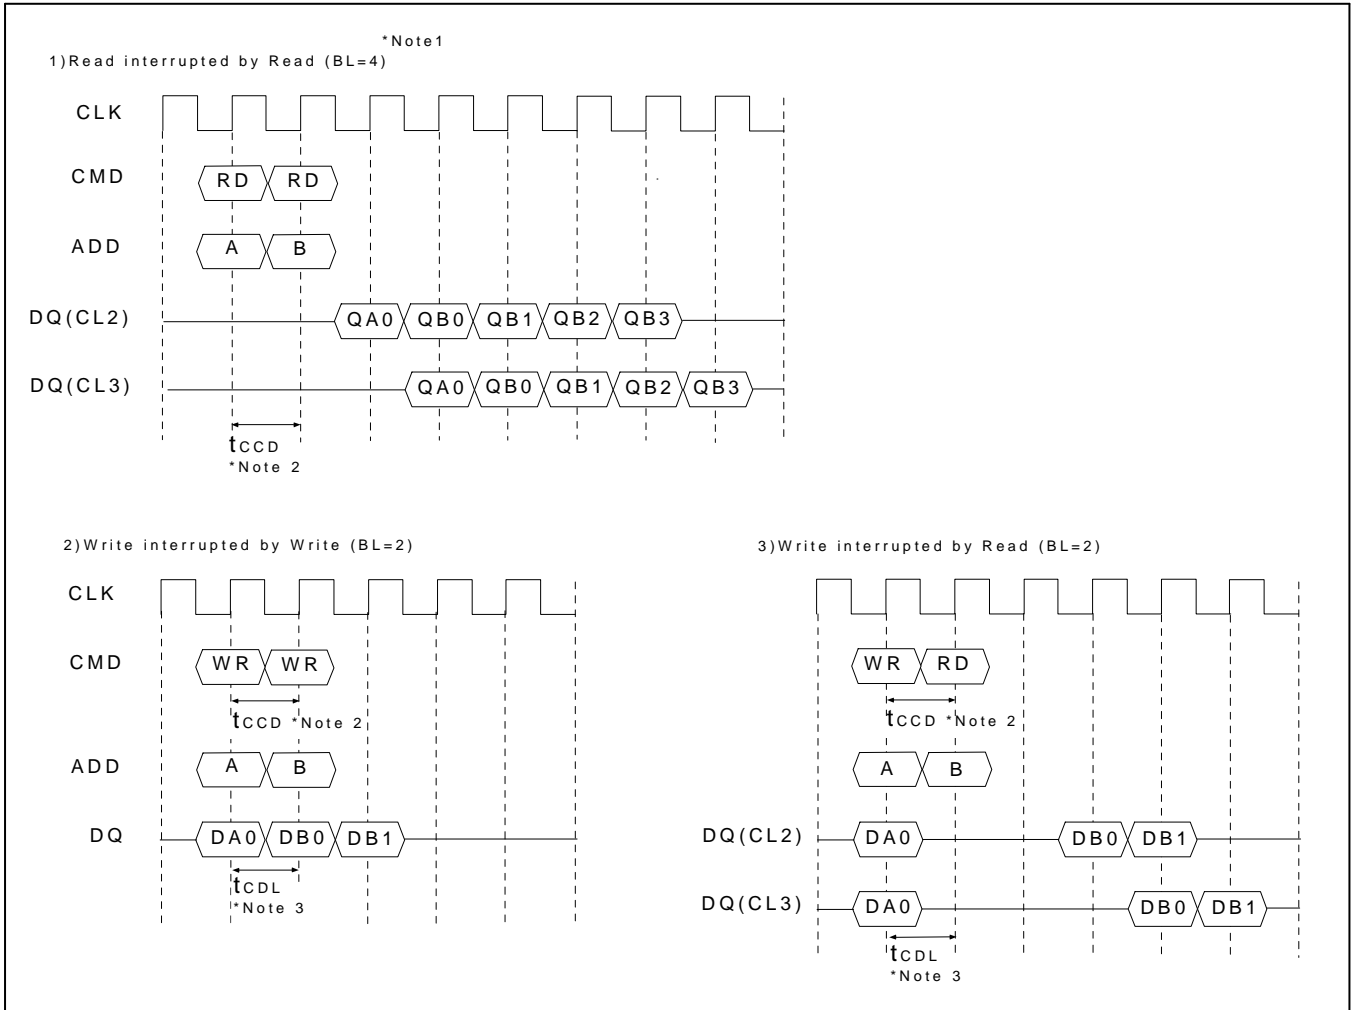 *Note1
1)Read interrupted by Read (BL=4)
CLK
CMD RD RD
ADD A B
DQ(CL2) QA0 QB0 QB1 QB2 QB3
DQ(CL3) QA0 QB0 QB1 QB2 QB3
tCCD
*Note 2
2)Write interrupted by Write (BL=2)
CLK
CMD WR WR
tCCD *Note 2
ADD A B
DQ DA0 DB0 DB1
tCDL
*Note 3
3)Write interrupted by Read (BL=2)
WR RD
tCCD *Note 2
A B
DQ(CL2) DA0 DB0 DB1
DQ(CL3) DA0 DB0 DB1
tCDL
*Note 3